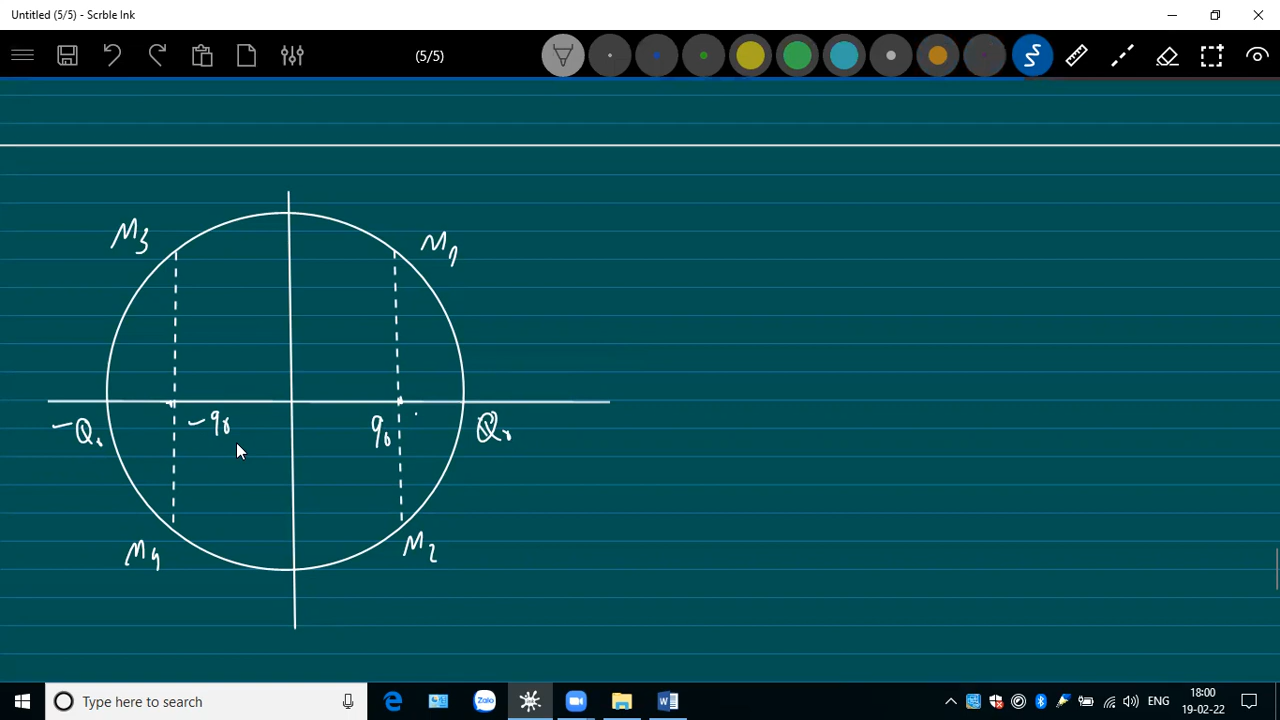 Untitled (5/5) - Scrble Ink
(5/5)
M3
M1
-Q0
-q0
q0
Q0
M4
M2
Type here to search
Zalo
ENG
18:00
19-02-22